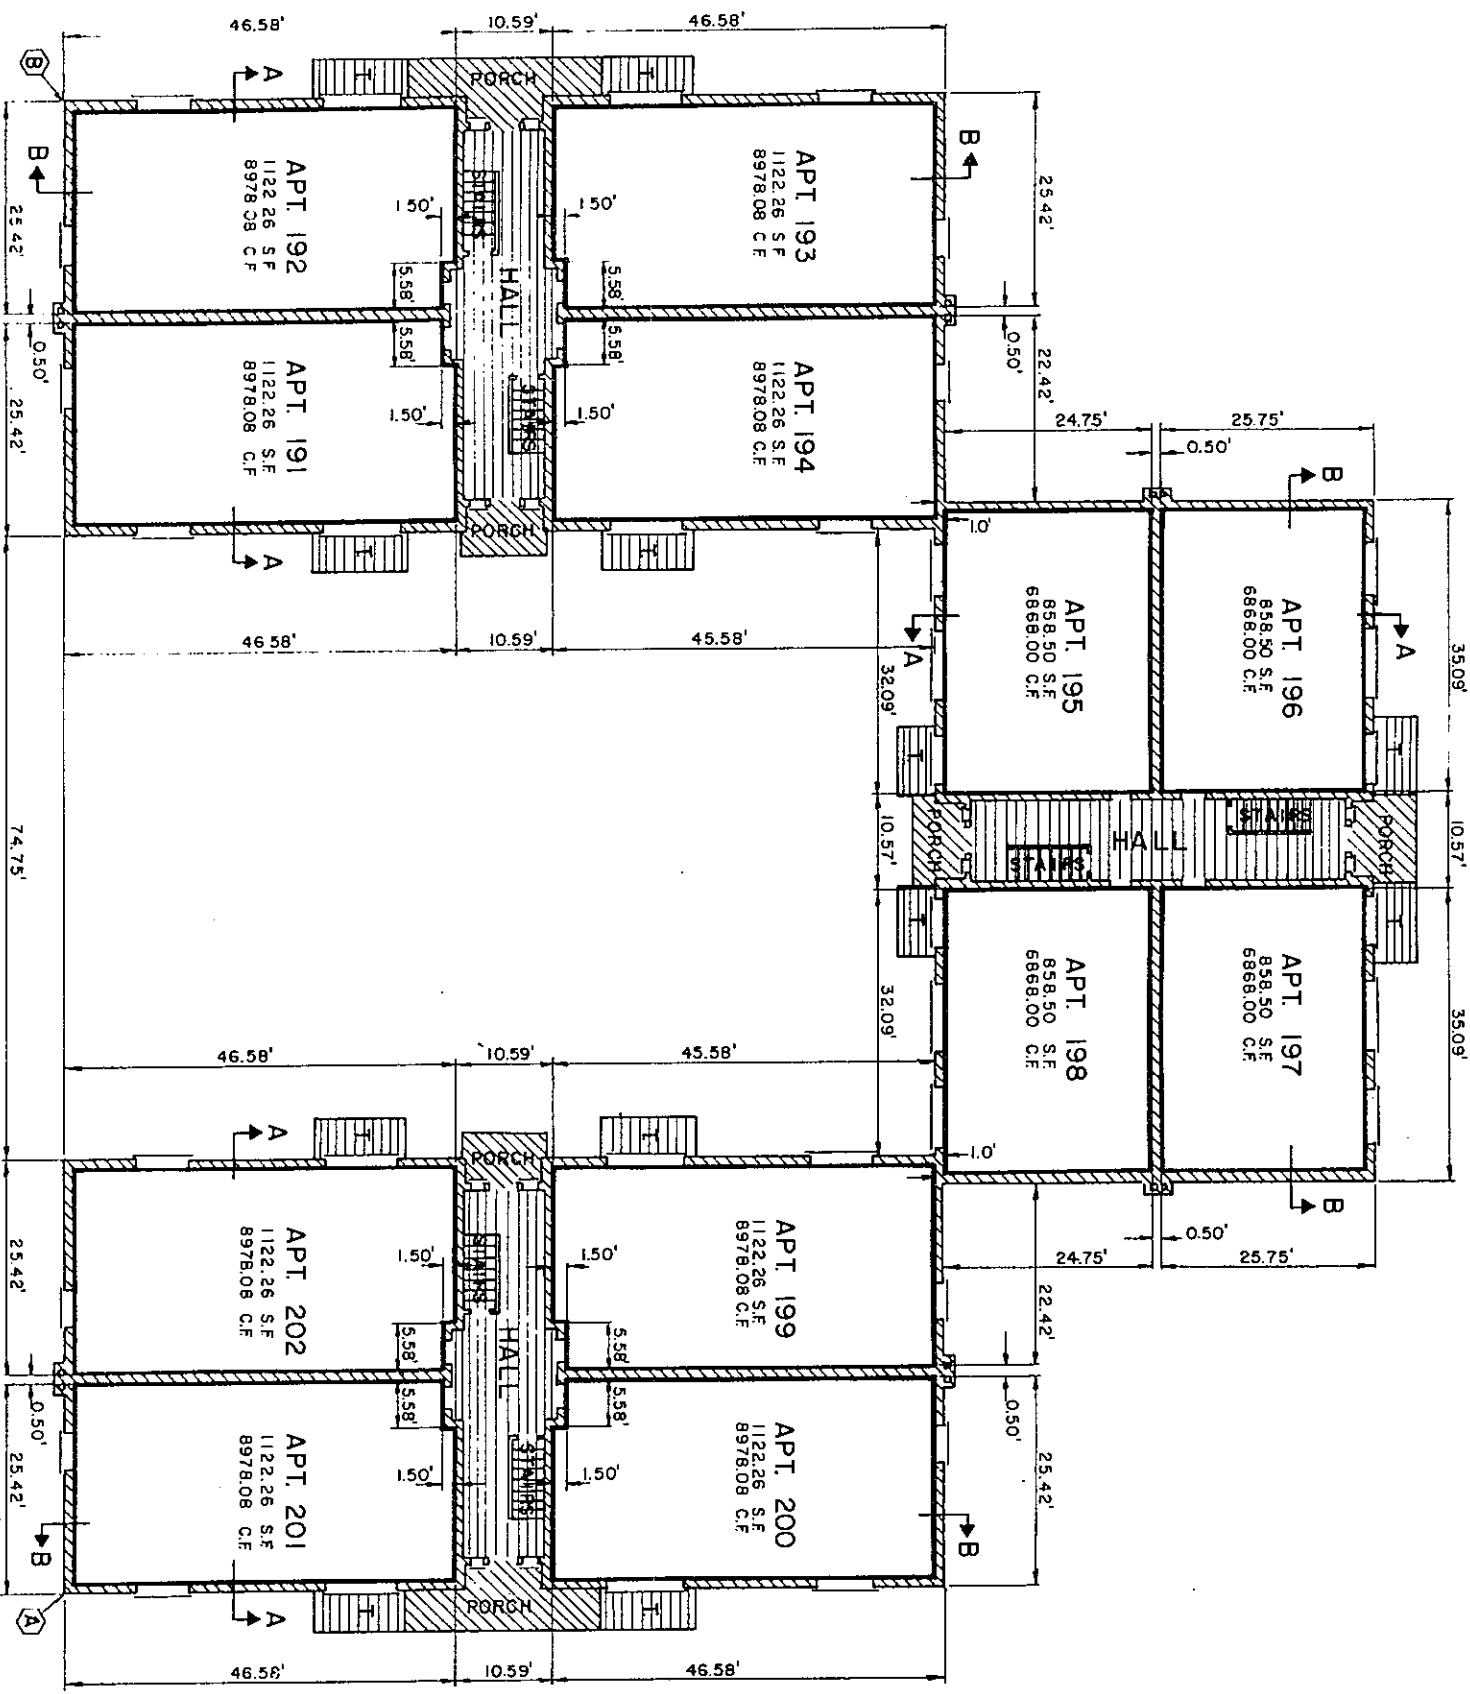 46.58'
10.59'
46.58'
B
A
PORCH
B
B
25.42'
APT. 192
1122.26 S.F
8978.08 C F
STAIRS
1.50'
1.50'
APT. 193
1122.26 S.F
8978.08 C F
25.42'
5.58'
HALL
5.58'
0.50'
5.58'
5.58'
0.50'
25.42'
APT. 191
1122.26 S.F
8978.08 C.F
1.50'
STAIRS
1.50'
APT. 194
1122.26 S.F
8978.08 C.F
22.42'
25.42'
A
PORCH
24.75'
0.50'
25.75'
B
1.0'
46.58'
10.59'
45.58'
A
APT. 195
858.50 S.F
6868.00 C.F.
APT. 196
858.50 S.F
6868.00 C.F.
A
35.09'
32.09'
74.75'
10.57'
PORCH
STAIRS
HALL
STAIRS
PORCH
10.57'
32.09'
APT. 198
858.50 S.F
6868.00 C.F.
APT. 197
858.50 S.F
6868.00 C.F.
35.09'
46.58'
10.59'
45.58'
1.0'
B
A
PORCH
24.75'
0.50'
25.75'
25.42'
APT. 202
1122.26 S.F
8978.08 C.F.
STAIRS
1.50'
1.50'
APT. 199
1122.26 S.F
8978.08 C.F.
22.42'
5.58'
HALL
5.58'
0.50'
5.58'
5.58'
0.50'
25.42'
APT. 201
1122.26 S.F
8978.08 C.F.
1.50'
STAIRS
1.50'
APT. 200
1122.26 S.F
8978.08 C.F.
25.42'
B
B
A
A
PORCH
46.58'
10.59'
46.58'